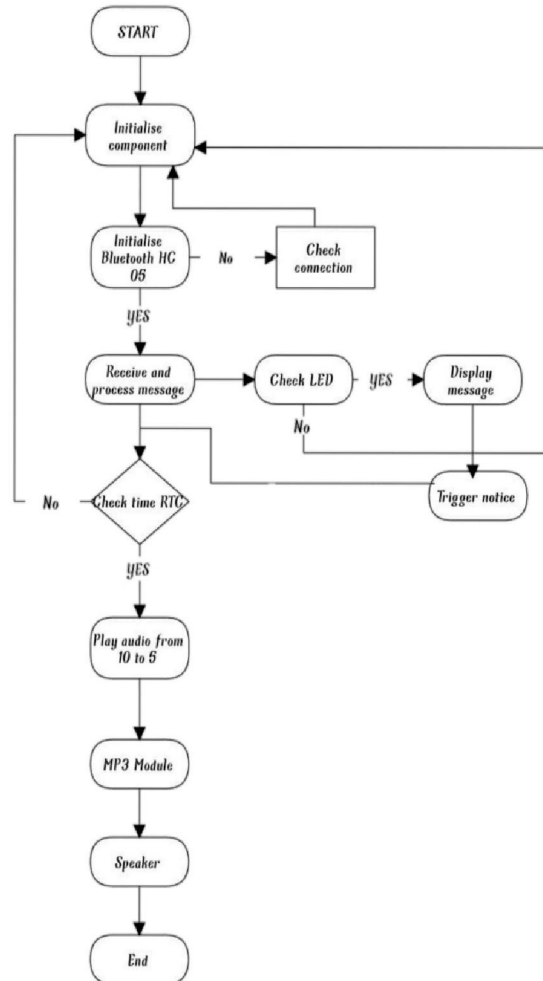 START
Initialise
component
Initialise
Bluetooth HC
05
No
Check
connection
YES
Receive and
process message
Check LED
YES
Display
message
No
Trigger notice
Check time RTC
No
YES
Play audio from
10 to 5
MP3 Module
Speaker
End